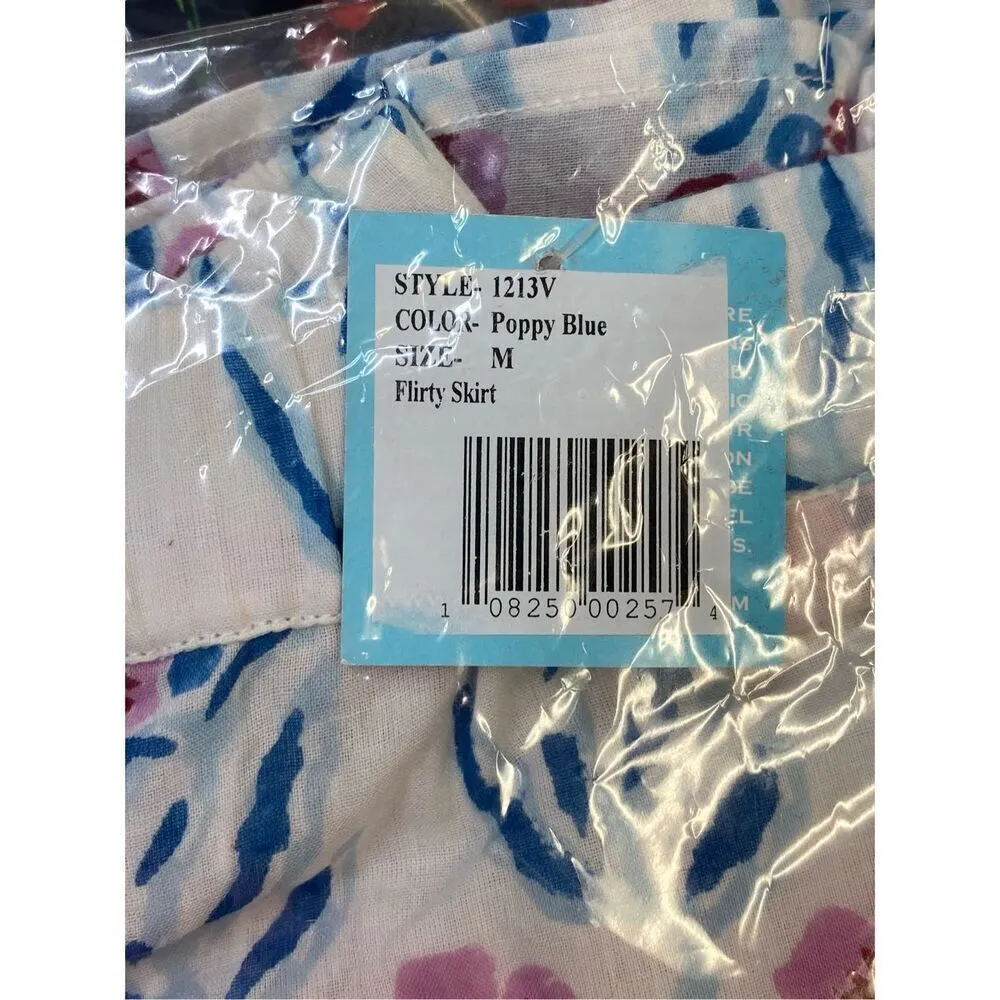 STYLE- 1213V
COLOR- Poppy Blue
SIZE- M
Flirty Skirt
1 08250 00257 4